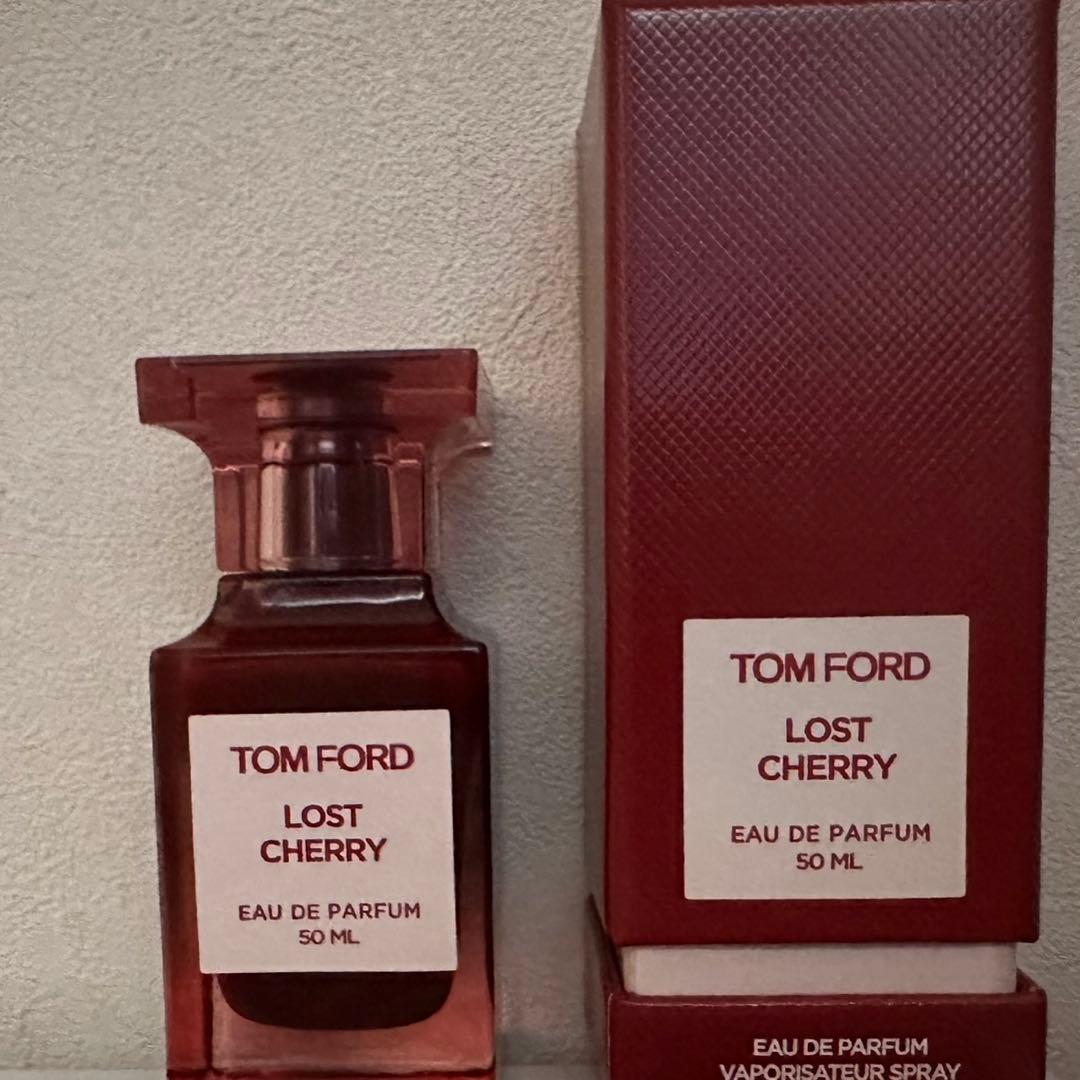 TOM FORD
LOST
CHERRY
EAU DE PARFUM
50 ML
TOM FORD
LOST
CHERRY
EAU DE PARFUM
50 ML
EAU DE PARFUM
VAPORISATEUR SPRAY